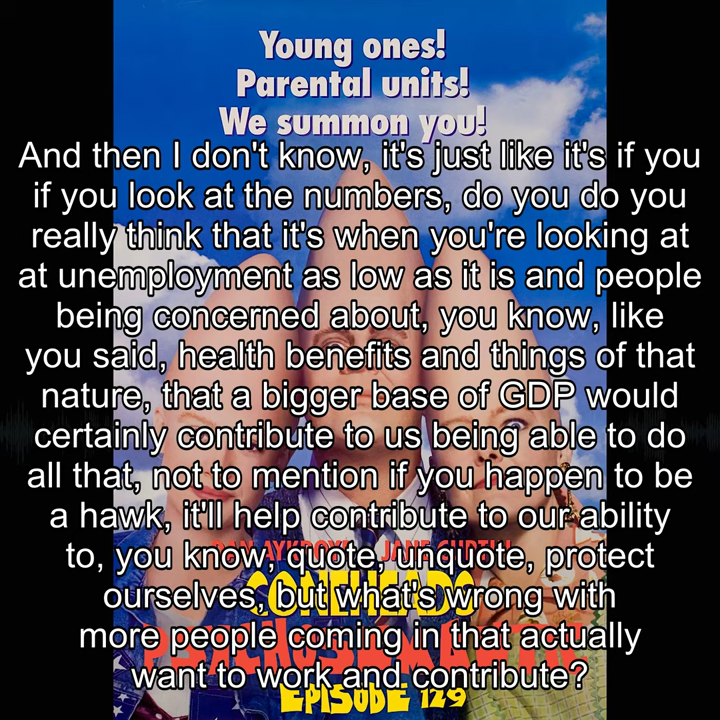 Young ones!
Parental units!
We summon you!
And then I don't know, it's just like it's if you
if you look at the numbers, do you do you
really think that it's when you're looking at
at unemployment as low as it is and people
being concerned about, you know, like
you said, health benefits and things of that
nature, that a bigger base of GDP would
certainly contribute to us being able to do
all that, not to mention if you happen to be
a hawk, it'll help contribute to our ability
DAN AYKROYD JANE CURTIN
to, you know, quote, unquote, protect
CONEHEADS
ourselves, but what's wrong with
more people coming in that actually
want to work and contribute?
EPISODE 129